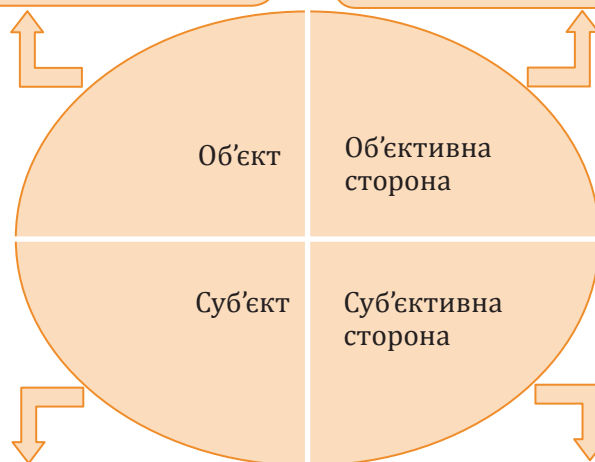 Об’єкт
Об’єктивна
сторона
Суб’єкт
Суб’єктивна
сторона